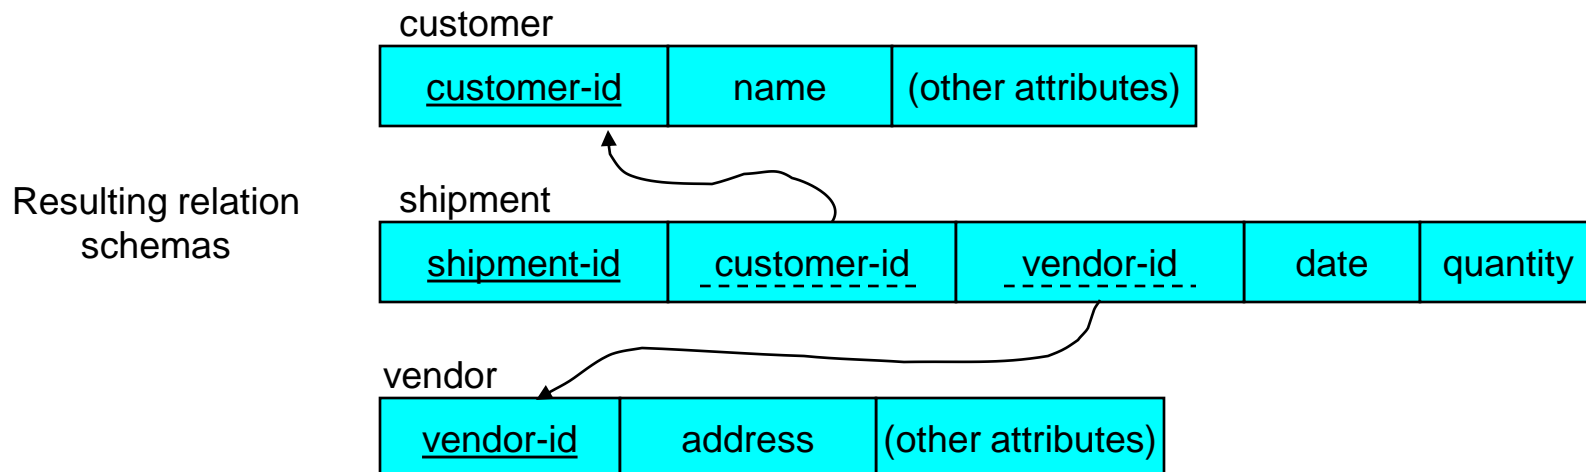 customer
customer-id name (other attributes)
Resulting relation
schemas
shipment
shipment-id customer-id vendor-id date quantity
vendor
vendor-id address (other attributes)